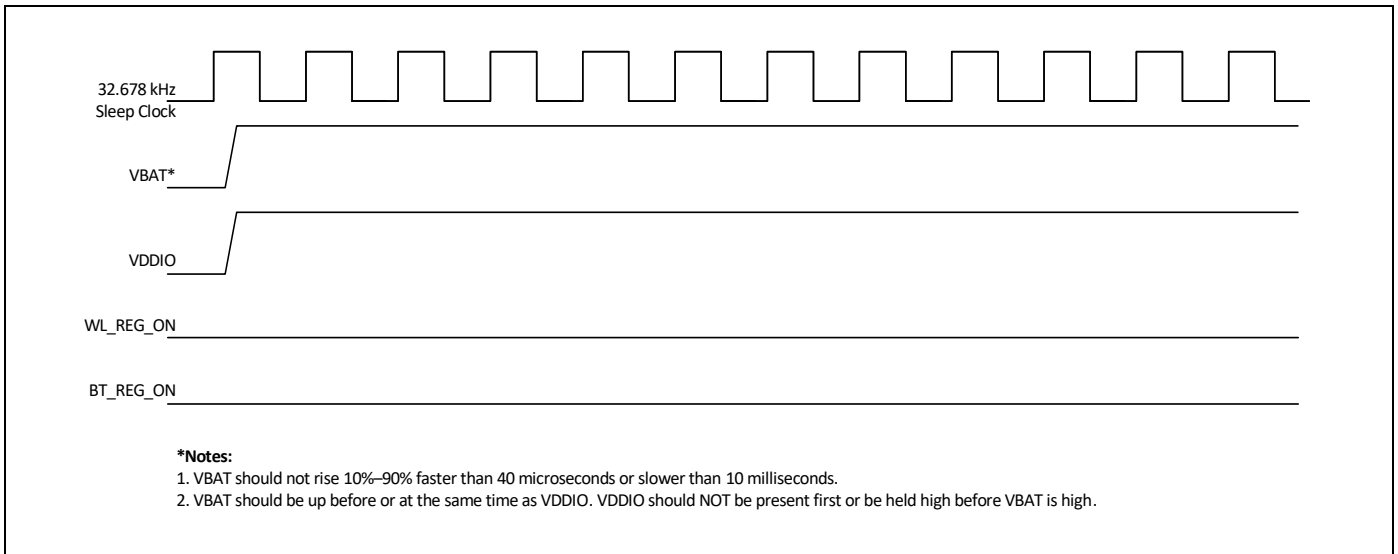 32.678 kHz
Sleep Clock
VBAT*
VDDIO
WL_REG_ON
BT_REG_ON
*Notes:
1. VBAT should not rise 10%–90% faster than 40 microseconds or slower than 10 milliseconds.
2. VBAT should be up before or at the same time as VDDIO. VDDIO should NOT be present first or be held high before VBAT is high.